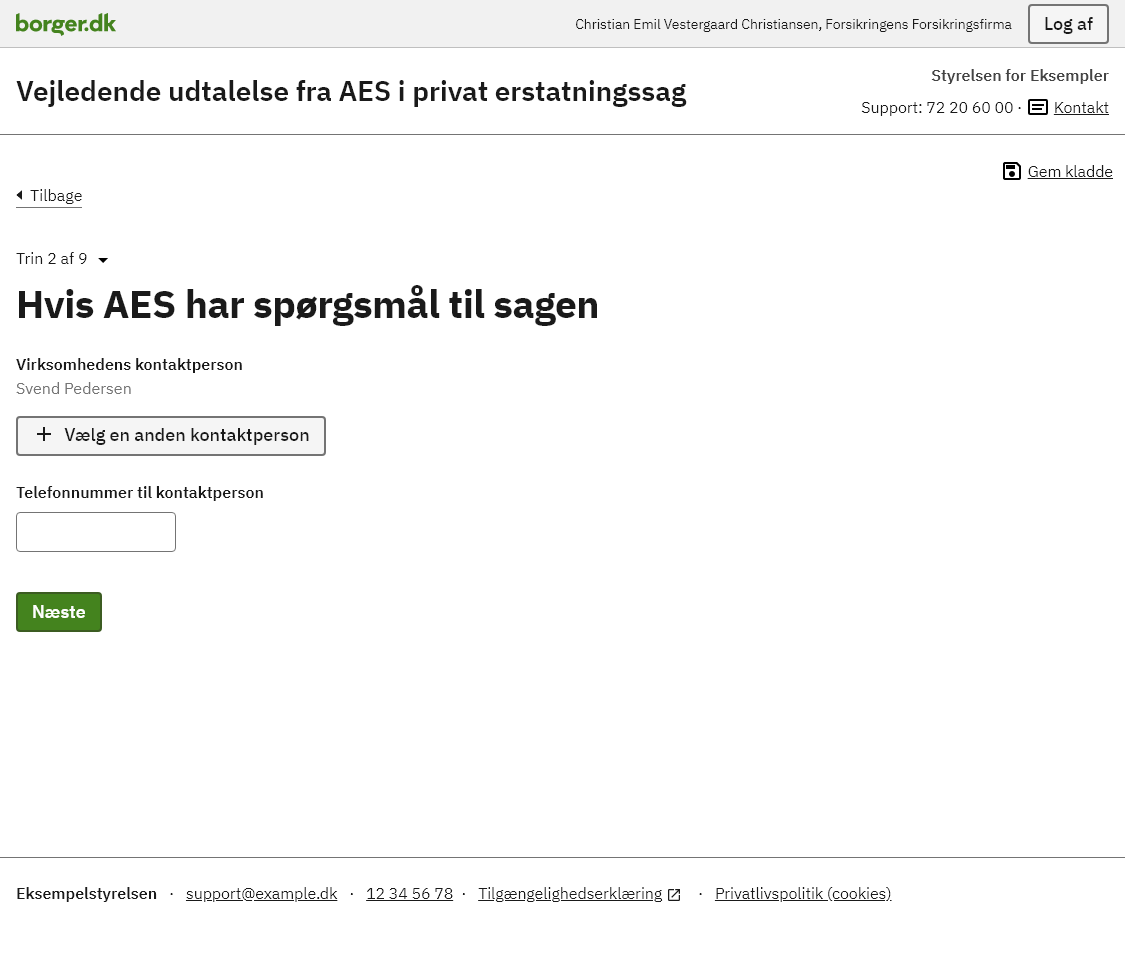 borger.dk
Christian Emil Vestergaard Christiansen, Forsikringens Forsikringsfirma
Log af
Vejledende udtalelse fra AES i privat erstatningssag
Styrelsen for Eksempler
Support: 72 20 60 00 · Kontakt
Gem kladde
Tilbage
Trin 2 af 9
Hvis AES har spørgsmål til sagen
Virksomhedens kontaktperson
Svend Pedersen
Vælg en anden kontaktperson
Telefonnummer til kontaktperson
Næste
Eksempelstyrelsen · support@example.dk · 12 34 56 78 · Tilgængelighedserklæring · Privatlivspolitik (cookies)